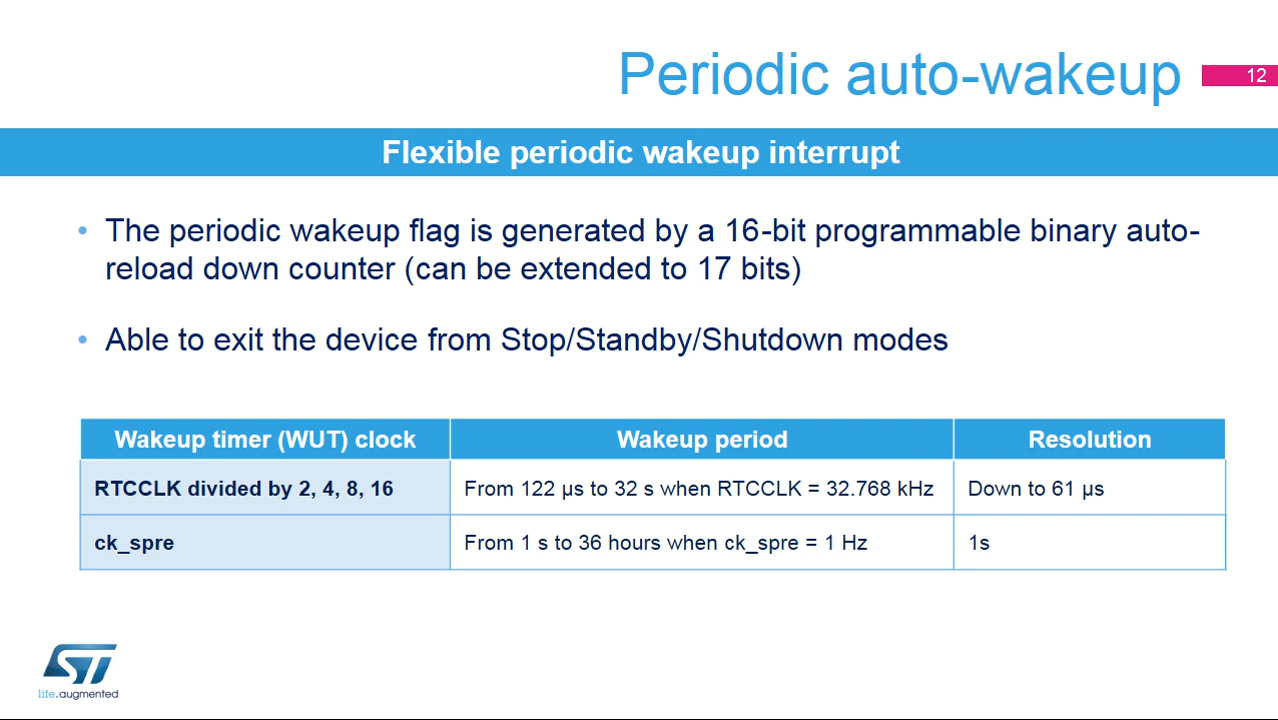 Periodic auto-wakeup
12
Flexible periodic wakeup interrupt
• The periodic wakeup flag is generated by a 16-bit programmable binary auto-
reload down counter (can be extended to 17 bits)
• Able to exit the device from Stop/Standby/Shutdown modes
Wakeup timer (WUT) clock Wakeup period Resolution
RTCCLK divided by 2, 4, 8, 16 From 122 µs to 32 s when RTCCLK = 32.768 kHz Down to 61 µs
ck_spre From 1 s to 36 hours when ck_spre = 1 Hz 1s
ST
life.augmented